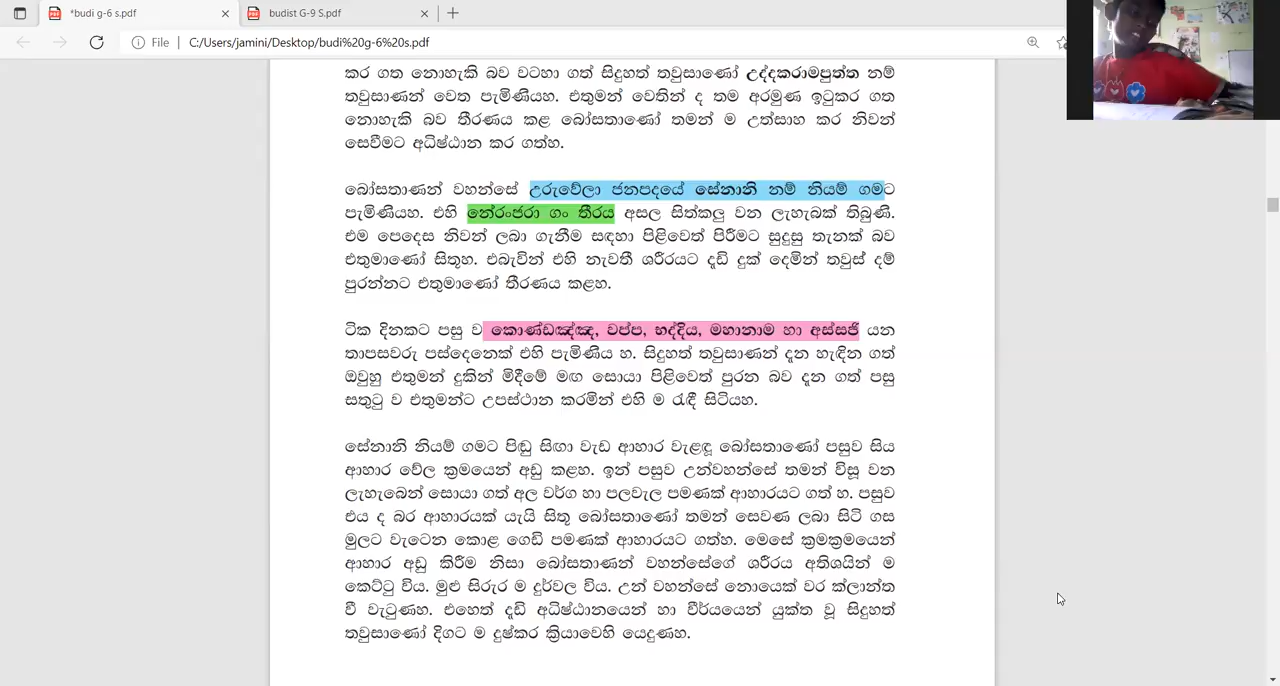 *budi g-6 s.pdf
budist G-9 S.pdf
File
C:/Users/jamini/Desktop/budi%20g-6%20s.pdf
කර ගත නොහැකි බව වටහා ගත් සිදුහත් තවුසාණෝ උද්දකරාමපුත්ත නම්
තවුසාණන් වෙත පැමිණියහ. එතුමන් වෙතින් ද තම අරමුණ ඉටුකර ගත
නොහැකි බව තීරණය කළ බෝසතාණෝ තමන් ම උත්සාහ කර නිවන්
සෙවීමට අධිෂ්ඨාන කර ගත්හ.
බෝසතාණන් වහන්සේ උරුවේලා ජනපදයේ සේනානි නම් නියම් ගමට
පැමිණියහ. එහි නේරංජරා ගං තීරය අසල සිත්කලු වන ලැහැබක් තිබුණි.
එම පෙදෙස නිවන් ලබා ගැනීම සඳහා පිළිවෙත් පිරීමට සුදුසු තැනක් බව
එතුමාණෝ සිතූහ. එබැවින් එහි නැවතී ශරීරයට දැඩි දුක් දෙමින් තවුස් දම්
පුරන්නට එතුමාණෝ තීරණය කළහ.
ටික දිනකට පසු ව කොණ්ඩඤ්ඤ, වප්ප, භද්දිය, මහානාම හා අස්සජි යන
තාපසවරු පස්දෙනෙක් එහි පැමිණිය හ. සිදුහත් තවුසාණන් දැන හැඳින ගත්
ඔවුහු එතුමන් දුකින් මිදීමේ මඟ සොයා පිළිවෙත් පුරන බව දැන ගත් පසු
සතුටු ව එතුමන්ට උපස්ථාන කරමින් එහි ම රැඳී සිටියහ.
සේනානි නියම් ගමට පිඬු සිඟා වැඩ ආහාර වැළඳූ බෝසතාණෝ පසුව සිය
ආහාර වේල ක්‍රමයෙන් අඩු කළහ. ඉන් පසුව උන්වහන්සේ තමන් විසූ වන
ලැහැබෙන් සොයා ගත් අල වර්ග හා පලවැල පමණක් ආහාරයට ගත් හ. පසුව
එය ද බර ආහාරයක් යැයි සිතූ බෝසතාණෝ තමන් සෙවණ ලබා සිටි ගස
මුලට වැටෙන කොළ ගෙඩි පමණක් ආහාරයට ගත්හ. මෙසේ ක්‍රමක්‍රමයෙන්
ආහාර අඩු කිරීම නිසා බෝසතාණන් වහන්සේගේ ශරීරය අතිශයින් ම
කෙට්ටු විය. මුළු සිරුර ම දුර්වල විය. උන් වහන්සේ නොයෙක් වර ක්ලාන්ත
වී වැටුණහ. එහෙත් දැඩි අධිෂ්ඨානයෙන් හා වීර්යයෙන් යුක්ත වූ සිදුහත්
තවුසාණෝ දිගට ම දුෂ්කර ක්‍රියාවෙහි යෙදුණහ.